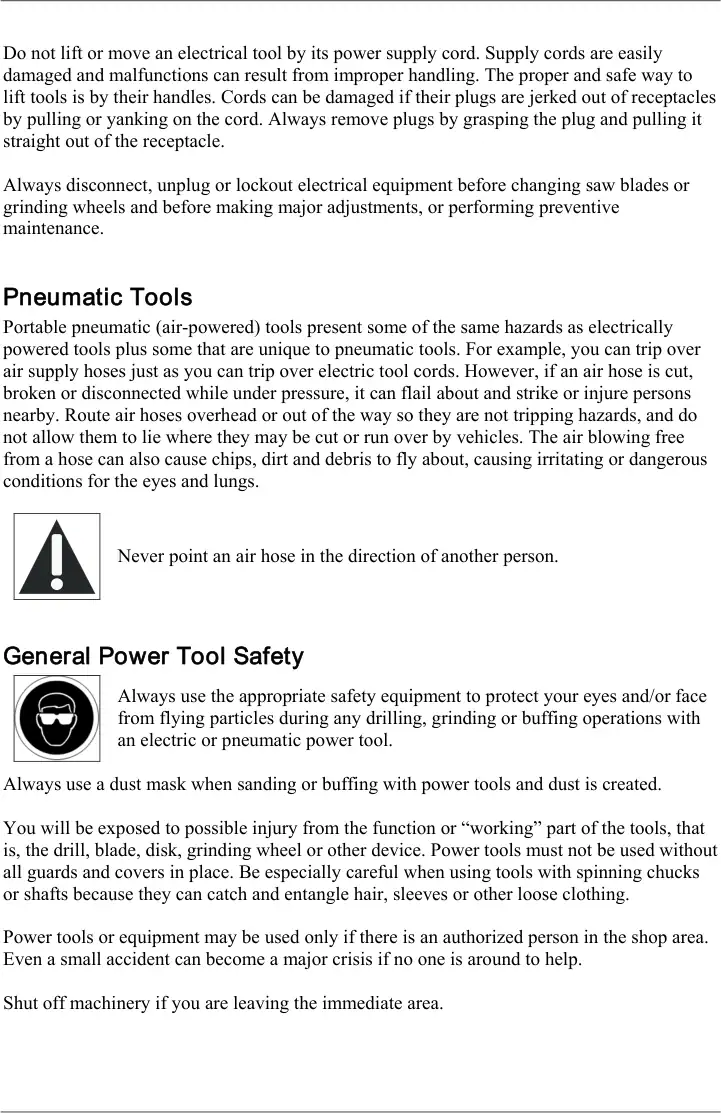 Do not lift or move an electrical tool by its power supply cord. Supply cords are easily
damaged and malfunctions can result from improper handling. The proper and safe way to
lift tools is by their handles. Cords can be damaged if their plugs are jerked out of receptacles
by pulling or yanking on the cord. Always remove plugs by grasping the plug and pulling it
straight out of the receptacle.
Always disconnect, unplug or lockout electrical equipment before changing saw blades or
grinding wheels and before making major adjustments, or performing preventive
maintenance.
Pneumatic Tools
Portable pneumatic (air-powered) tools present some of the same hazards as electrically
powered tools plus some that are unique to pneumatic tools. For example, you can trip over
air supply hoses just as you can trip over electric tool cords. However, if an air hose is cut,
broken or disconnected while under pressure, it can flail about and strike or injure persons
nearby. Route air hoses overhead or out of the way so they are not tripping hazards, and do
not allow them to lie where they may be cut or run over by vehicles. The air blowing free
from a hose can also cause chips, dirt and debris to fly about, causing irritating or dangerous
conditions for the eyes and lungs.
Never point an air hose in the direction of another person.
General Power Tool Safety
Always use the appropriate safety equipment to protect your eyes and/or face
from flying particles during any drilling, grinding or buffing operations with
an electric or pneumatic power tool.
Always use a dust mask when sanding or buffing with power tools and dust is created.
You will be exposed to possible injury from the function or “working” part of the tools, that
is, the drill, blade, disk, grinding wheel or other device. Power tools must not be used without
all guards and covers in place. Be especially careful when using tools with spinning chucks
or shafts because they can catch and entangle hair, sleeves or other loose clothing.
Power tools or equipment may be used only if there is an authorized person in the shop area.
Even a small accident can become a major crisis if no one is around to help.
Shut off machinery if you are leaving the immediate area.